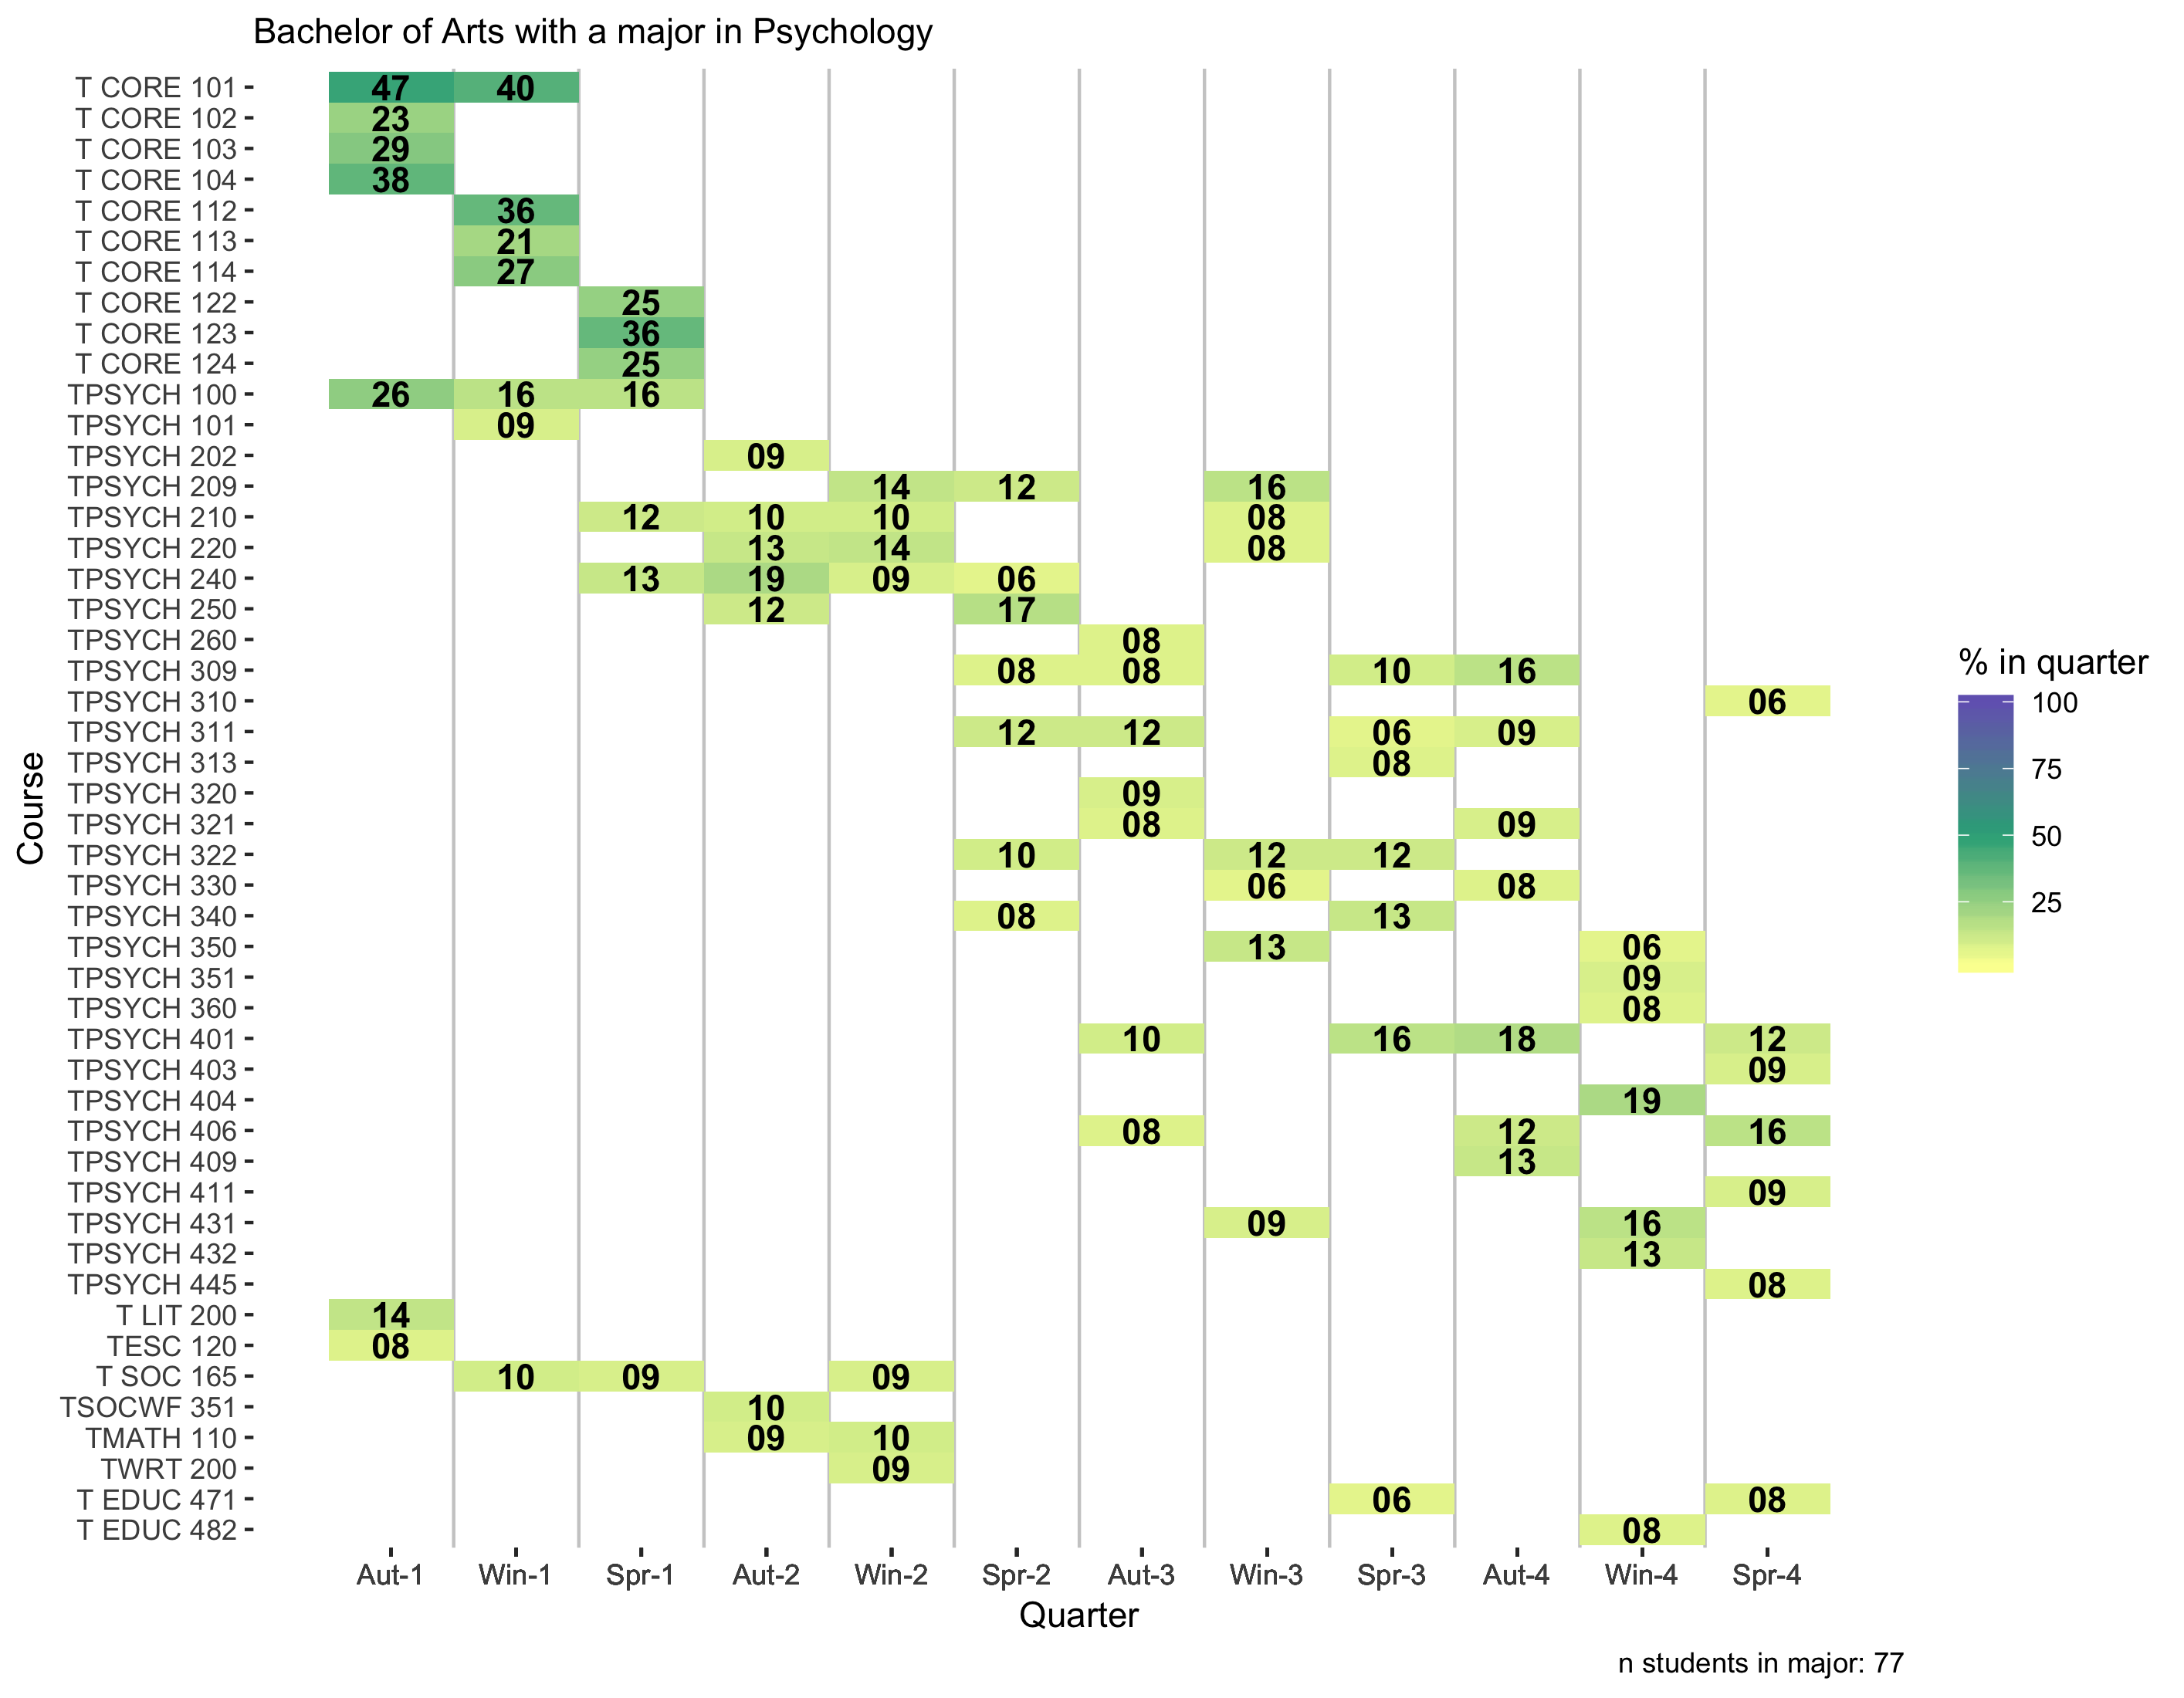 Bachelor of Arts with a major in Psychology
T CORE 101 47 40
T CORE 102 23
T CORE 103 29
T CORE 104 38
T CORE 112 36
T CORE 113 21
T CORE 114 27
T CORE 122 25
T CORE 123 36
T CORE 124 25
TPSYCH 100 26 16 16
TPSYCH 101 09
TPSYCH 202 09
TPSYCH 209 14 12 16
TPSYCH 210 12 10 10 08
TPSYCH 220 13 14 08
TPSYCH 240 13 19 09 06
TPSYCH 250 12 17
TPSYCH 260 08
TPSYCH 309 08 08 10 16
TPSYCH 310 06
TPSYCH 311 12 12 06 09
TPSYCH 313 08
TPSYCH 320 09
TPSYCH 321 08 09
TPSYCH 322 10 12 12
TPSYCH 330 06 08
TPSYCH 340 08 13
TPSYCH 350 13 06
TPSYCH 351 09
TPSYCH 360 08
TPSYCH 401 10 16 18 12
TPSYCH 403 09
TPSYCH 404 19
TPSYCH 406 08 12 16
TPSYCH 409 13
TPSYCH 411 09
TPSYCH 431 09 16
TPSYCH 432 13
TPSYCH 445 08
T LIT 200 14
TESC 120 08
T SOC 165 10 09 09
TSOCWF 351 10
TMATH 110 09 10
TWRT 200 09
T EDUC 471 06 08
T EDUC 482 08
Aut-1 Win-1 Spr-1 Aut-2 Win-2 Spr-2 Aut-3 Win-3 Spr-3 Aut-4 Win-4 Spr-4
Quarter
Course
% in quarter
100
75
50
25
n students in major: 77